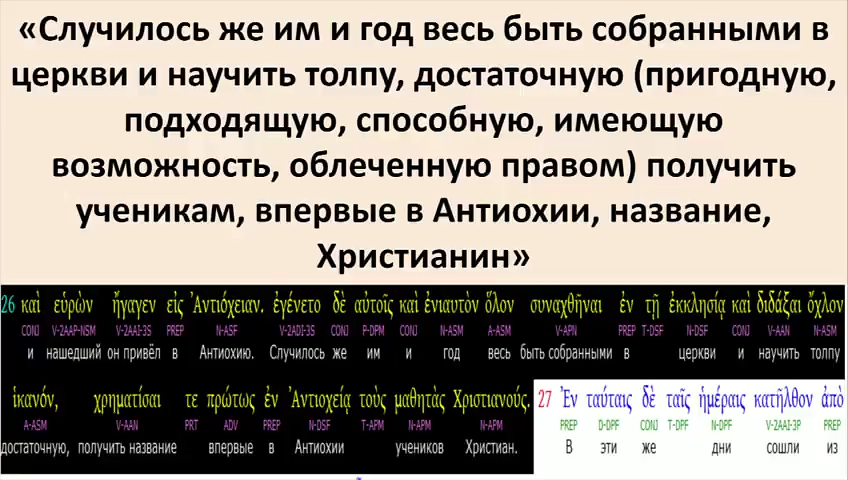 «Случилось же им и год весь быть собранными в
церкви и научить толпу, достаточную (пригодную,
подходящую, способную, имеющую
возможность, облеченную правом) получить
ученикам, впервые в Антиохии, название,
Христианин»
26 καὶ εὑρὼν ἤγαγεν εἰς Ἀντιόχειαν. ἐγένετο δὲ αὐτοῖς καὶ ἐνιαυτὸν ὅλον συναχθῆναι ἐν τῇ ἐκκλησίᾳ καὶ διδάξαι ὄχλον
CONJ V-2AAP-NSM V-2AAI-3S PREP N-ASF V-2ADI-3S CONJ P-DPM CONJ N-ASM A-ASM V-APN PREP T-DSF N-DSF CONJ V-AAN N-ASM
и нашедший он привёл в Антиохию. Случилось же им и год весь быть собранными в церкви и научить толпу
ἱκανόν, χρηματίσαι τε πρώτως ἐν Ἀντιοχείᾳ τοὺς μαθητὰς Χριστιανούς. 27 Ἐν ταύταις δὲ ταῖς ἡμέραις κατῆλθον ἀπὸ
A-ASM V-AAN PRT ADV PREP N-DSF T-APM N-APM N-APM PREP D-DPF CONJ T-DPF N-DPF V-2AAI-3P PREP
достаточную, получить название впервые в Антиохии учеников Христиан. В эти же дни сошли из